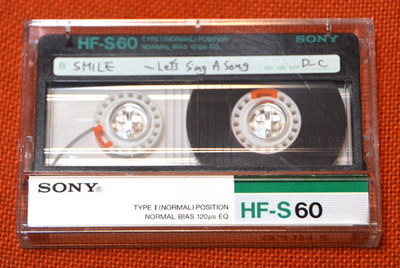 HF-S60 TYPE I (NORMAL) POSITION SONY
NORMAL BIAS 120μs EQ
B SMILE ~Let's Sing A Song D-C
SONY®
TYPE I (NORMAL) POSITION
NORMAL BIAS 120μs EQ
HF-S 60